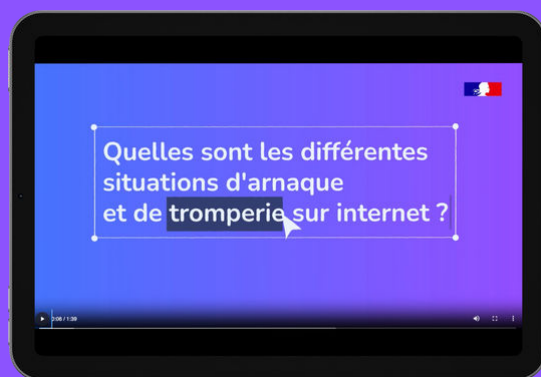 Quelles sont les différentes
situations d'arnaque
et de tromperie sur internet ?